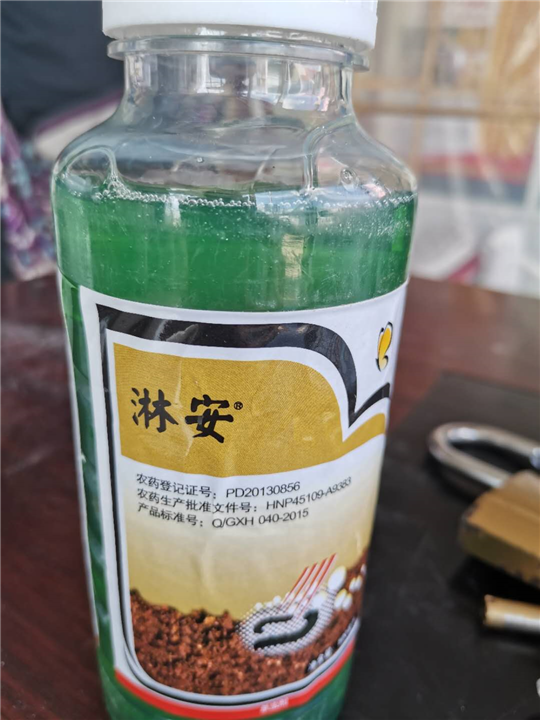 淋安®
农药登记证号：PD20130856
农药生产批准文件号：HNP45109-A9383
产品标准号：Q/GXH 040-2015